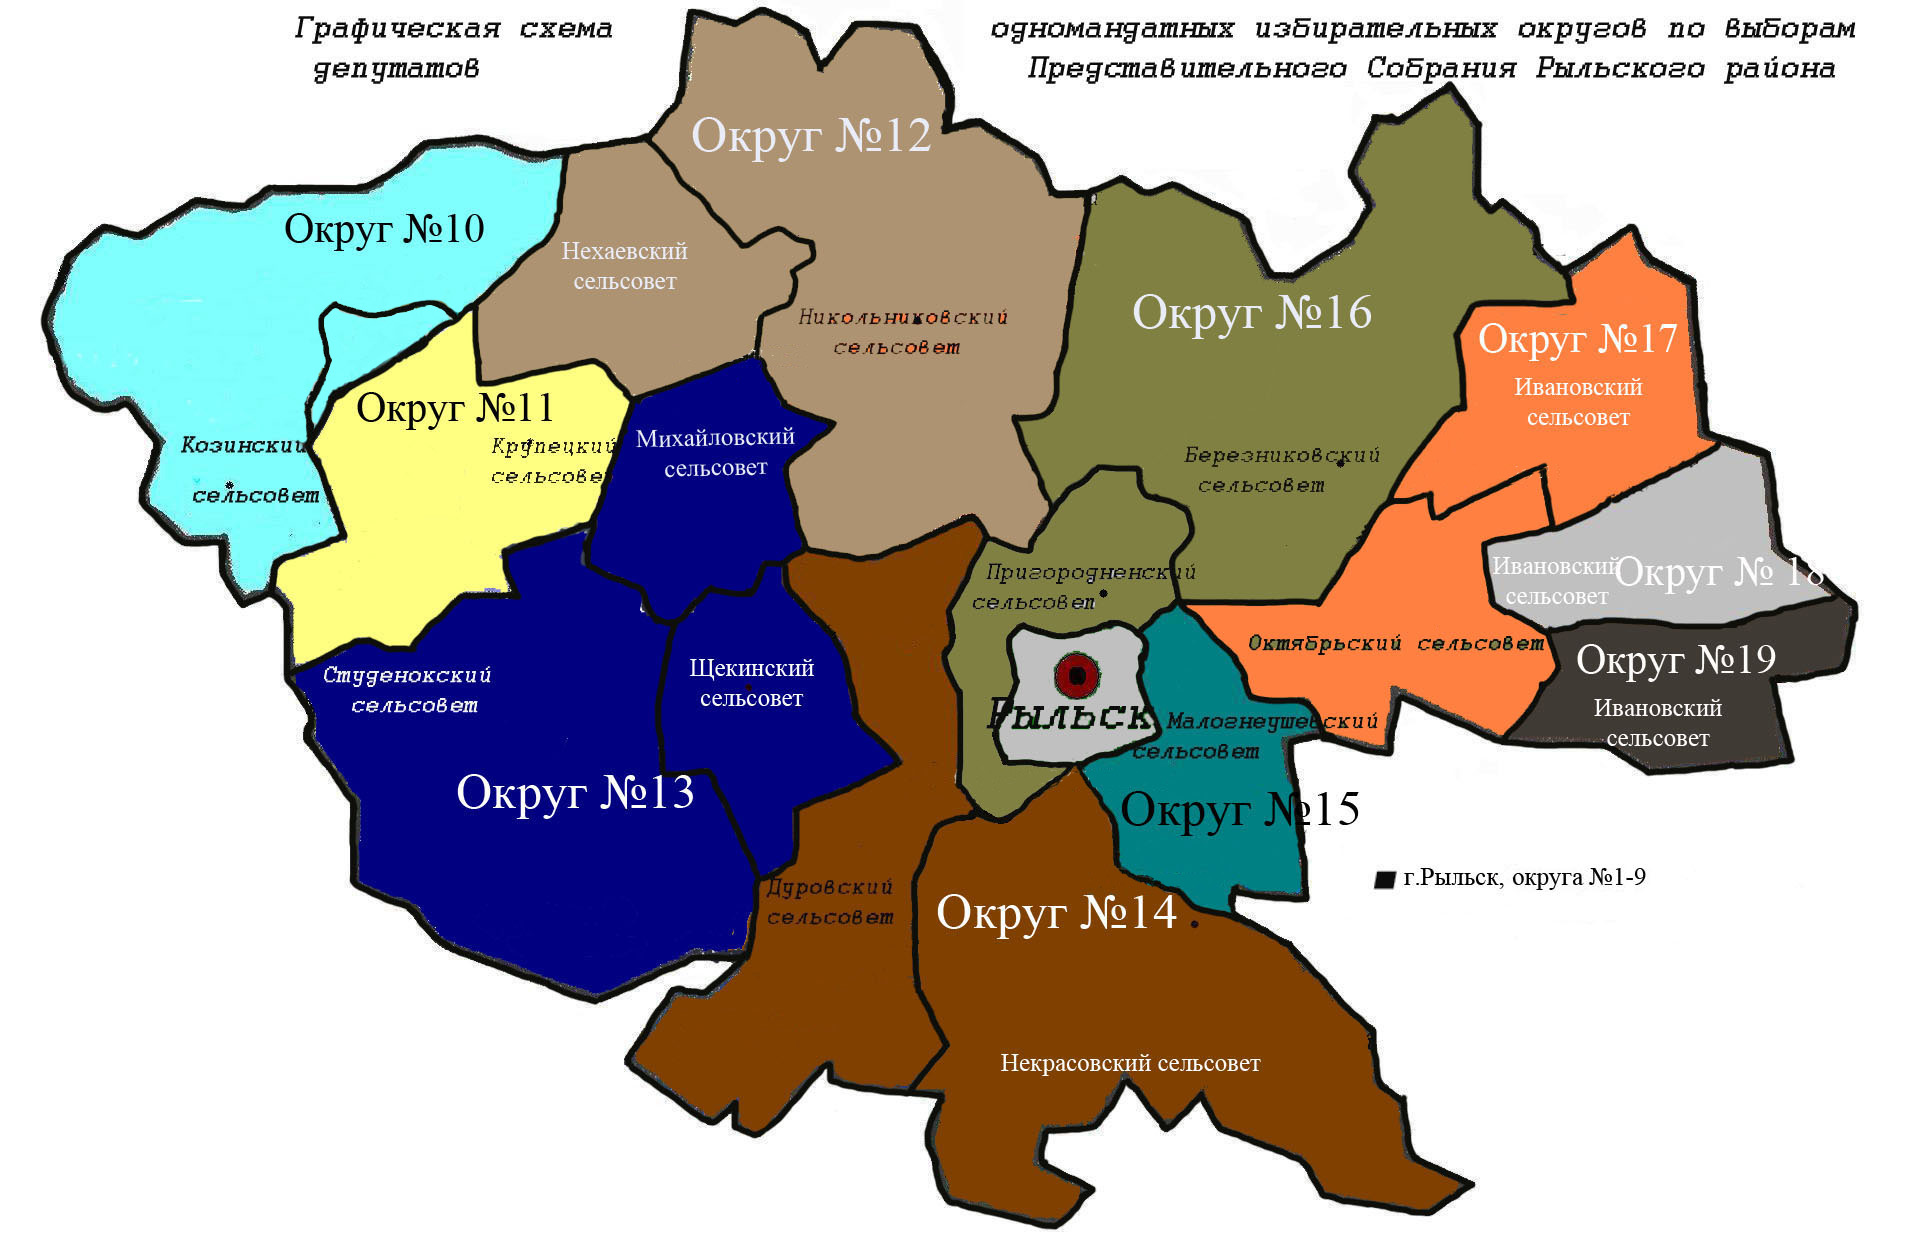 Графическая схема одномандатных избирательных округов по выборам
депутатов Представительного Собрания Рыльского района
Округ №12
Округ №10
Нехаевский
сельсовет
Никольниковский
сельсовет
Округ №16
Округ №17
Ивановский
сельсовет
Округ №11
Козинский
сельсовет
Крупецкий
сельсовет
Михайловский
сельсовет
Березниковский
сельсовет
Пригородненский
сельсовет
Ивановский
сельсовет
Округ № 18
Октябрьский сельсовет
Округ №19
Ивановский
сельсовет
Студенокский
сельсовет
Щекинский
сельсовет
Рыльск
Малогнеушевский
сельсовет
Округ №13
Округ №15
г.Рыльск, округа №1-9
Дуровский
сельсовет
Округ №14
Некрасовский сельсовет